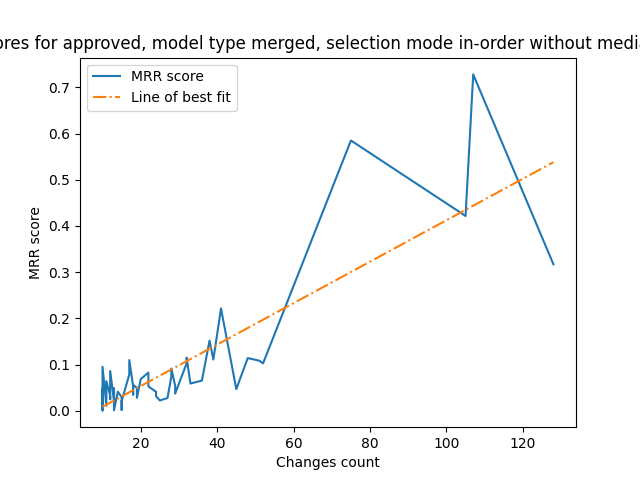 ores for approved, model type merged, selection mode in-order without media
MRR score
Line of best fit
0.7
0.6
0.5
0.4
0.3
0.2
0.1
0.0
MRR score
20 40 60 80 100 120
Changes count